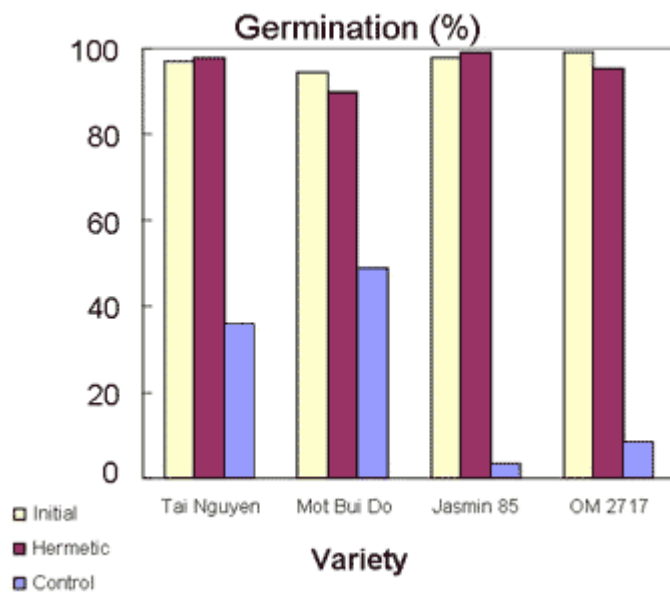 Germination (%)
100
80
60
40
20
0
Tai Nguyen Mot Bui Do Jasmin 85 OM 2717
Initial
Hermetic
Control
Variety